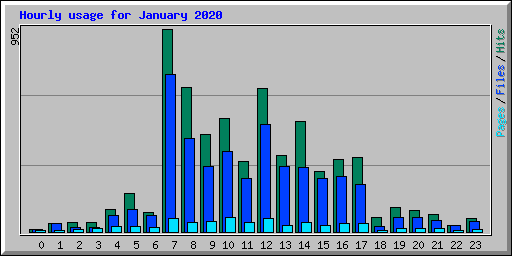 Hourly usage for January 2020
952
Pages / Files / Hits
0 1 2 3 4 5 6 7 8 9 10 11 12 13 14 15 16 17 18 19 20 21 22 23